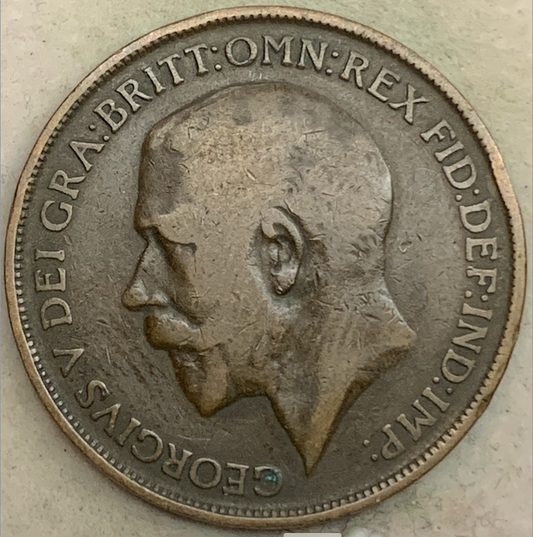 GEORGIVS V DEI GRA:BRITT:OMN:REX FID:DEF:IND:IMP: